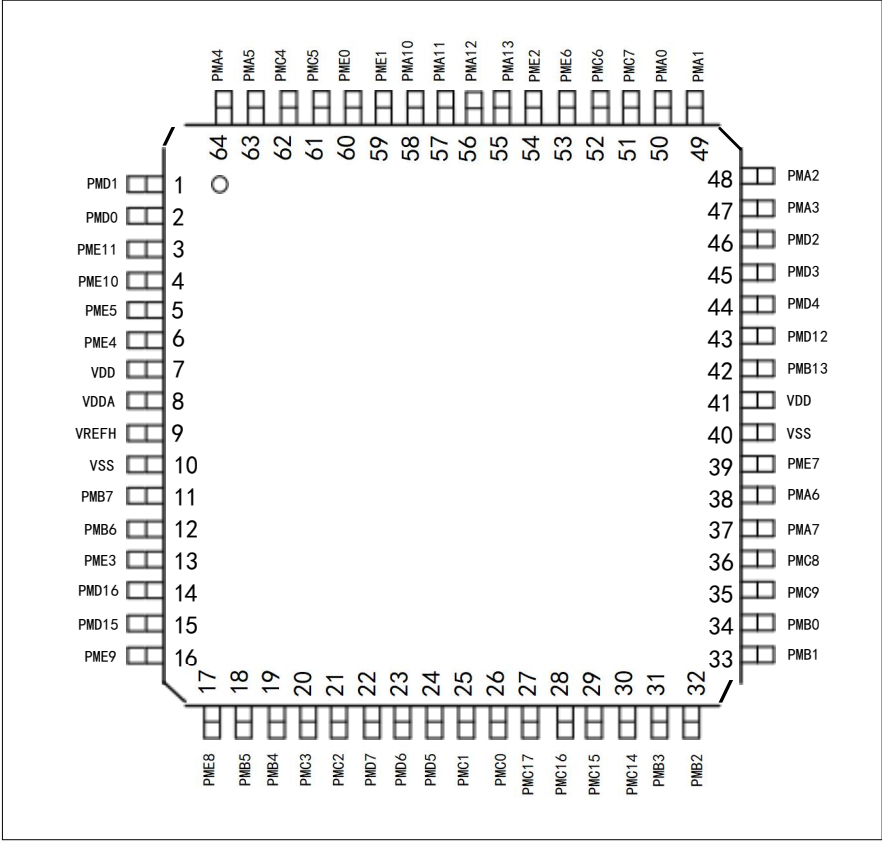 PMA4 PMA5 PMC4 PMC5 PME0 PME1 PMA10 PMA11 PMA12 PMA13 PME2 PME6 PMC6 PMC7 PMA0 PMA1
64 63 62 61 60 59 58 57 56 55 54 53 52 51 50 49
PMD1 1 48 PMA2
PMD0 2 47 PMA3
PME11 3 46 PMD2
PME10 4 45 PMD3
PME5 5 44 PMD4
PME4 6 43 PMD12
VDD 7 42 PMB13
VDDA 8 41 VDD
VREFH 9 40 VSS
VSS 10 39 PME7
PMB7 11 38 PMA6
PMB6 12 37 PMA7
PME3 13 36 PMC8
PMD16 14 35 PMC9
PMD15 15 34 PMB0
PME9 16 33 PMB1
17 18 19 20 21 22 23 24 25 26 27 28 29 30 31 32
PME8 PMB5 PMB4 PMC3 PMC2 PMD7 PMD6 PMD5 PMC1 PMC0 PMC17 PMC16 PMC15 PMC14 PMB3 PMB2